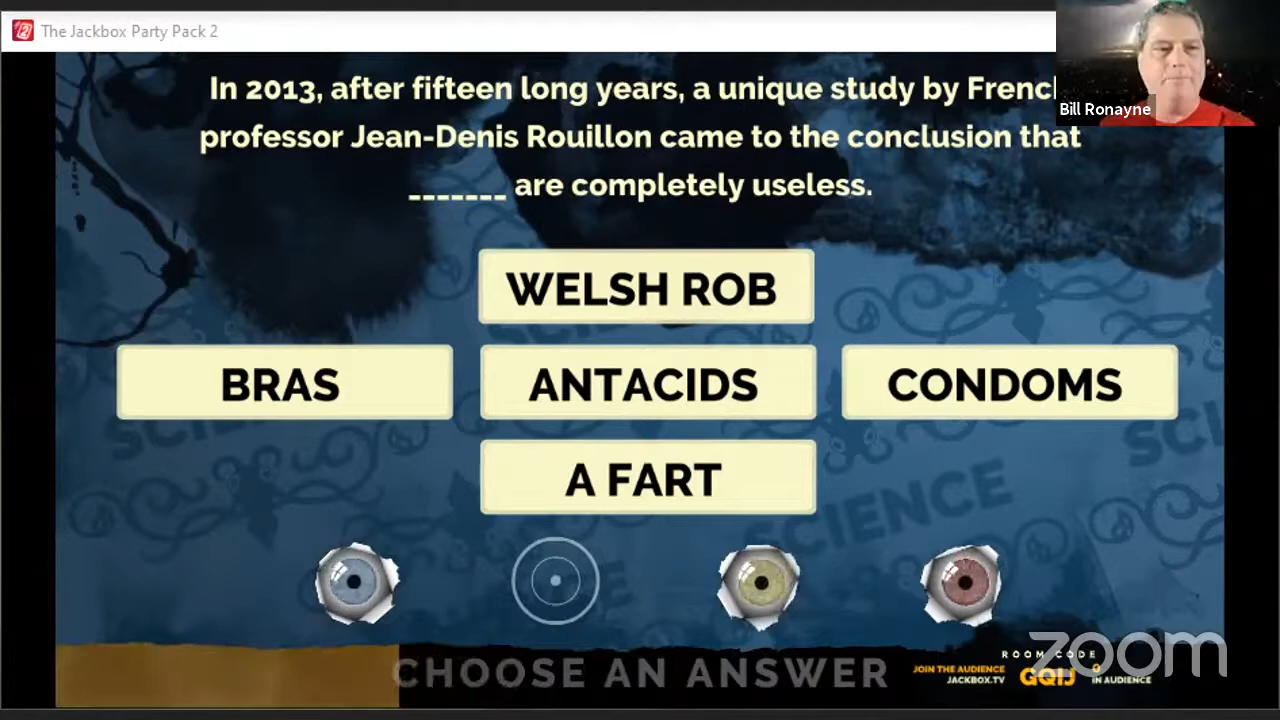 The Jackbox Party Pack 2
Bill Ronayne
In 2013, after fifteen long years, a unique study by French
professor Jean-Denis Rouillon came to the conclusion that
_______ are completely useless.
WELSH ROB
BRAS
ANTACIDS
CONDOMS
A FART
SCIENCE
CHOOSE AN ANSWER
JOIN THE AUDIENCE
JACKBOX.TV
ROOM CODE
GQIJ
0
IN AUDIENCE
zoom